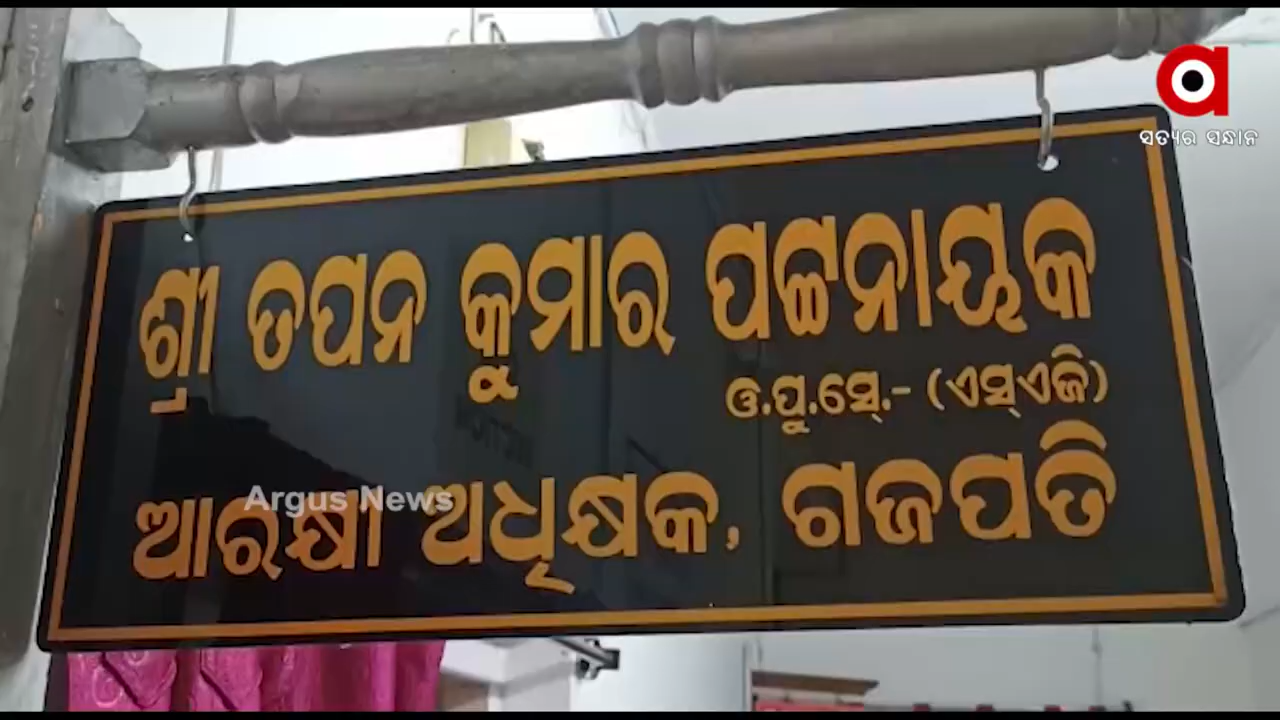 ସତ୍ୟର ସନ୍ଧାନ
ଶ୍ରୀ ତପନ କୁମାର ପଟ୍ଟନାୟକ
ଓ.ପୁ.ସେ.- (ଏସ୍ଏଜି)
Argus News
ଆରକ୍ଷୀ ଅଧିକ୍ଷକ, ଗଜପତି